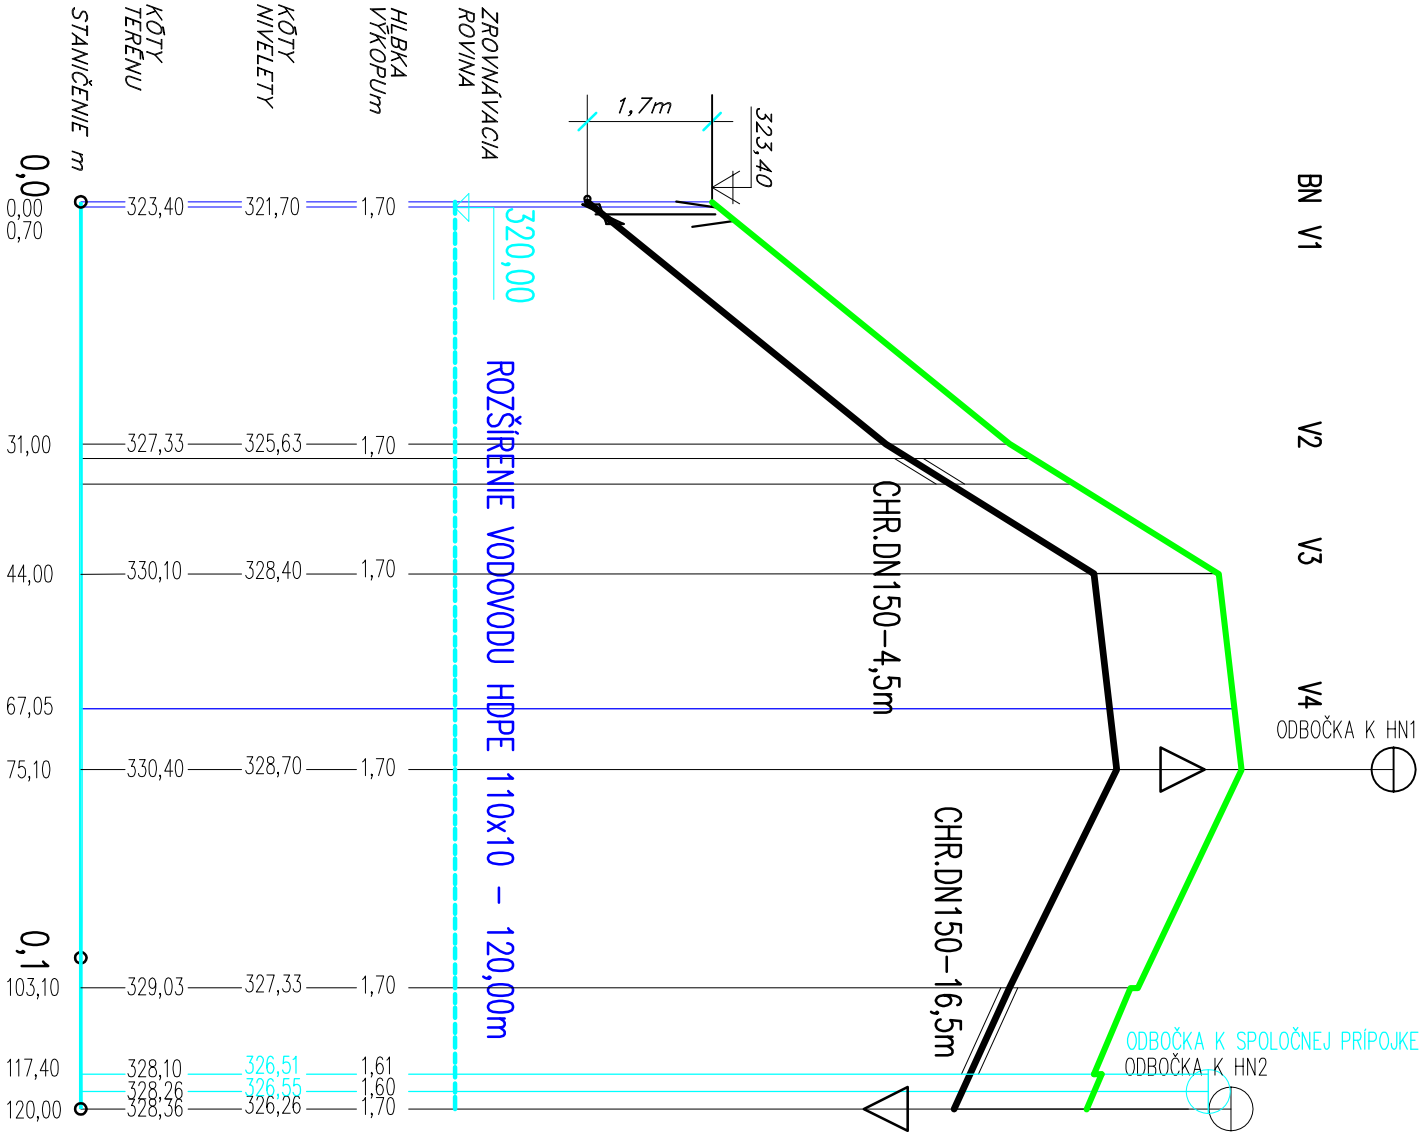 BN
V1
V2
V3
V4
ODBOČKA K HN1
ODBOČKA K SPOLOČNEJ PRÍPOJKE
ODBOČKA K HN2
323,40
1,7m
CHR.DN150-4,5m
CHR.DN150-16,5m
320,00
ROZŠÍRENIE VODOVODU HDPE 110x10 - 120,00m
ZROVNÁVACIA
ROVINA
HLBKA
VÝKOPUm
1,70
1,70
1,70
1,70
1,70
1,61
1,60
1,70
KÓTY
NIVELETY
321,70
325,63
328,40
328,70
327,33
326,51
326,55
326,26
KÓTY
TERÉNU
323,40
327,33
330,10
330,40
329,03
328,10
328,26
328,36
STANIČENIE m
0,0
0,1
0,00
0,70
31,00
44,00
67,05
75,10
103,10
117,40
120,00